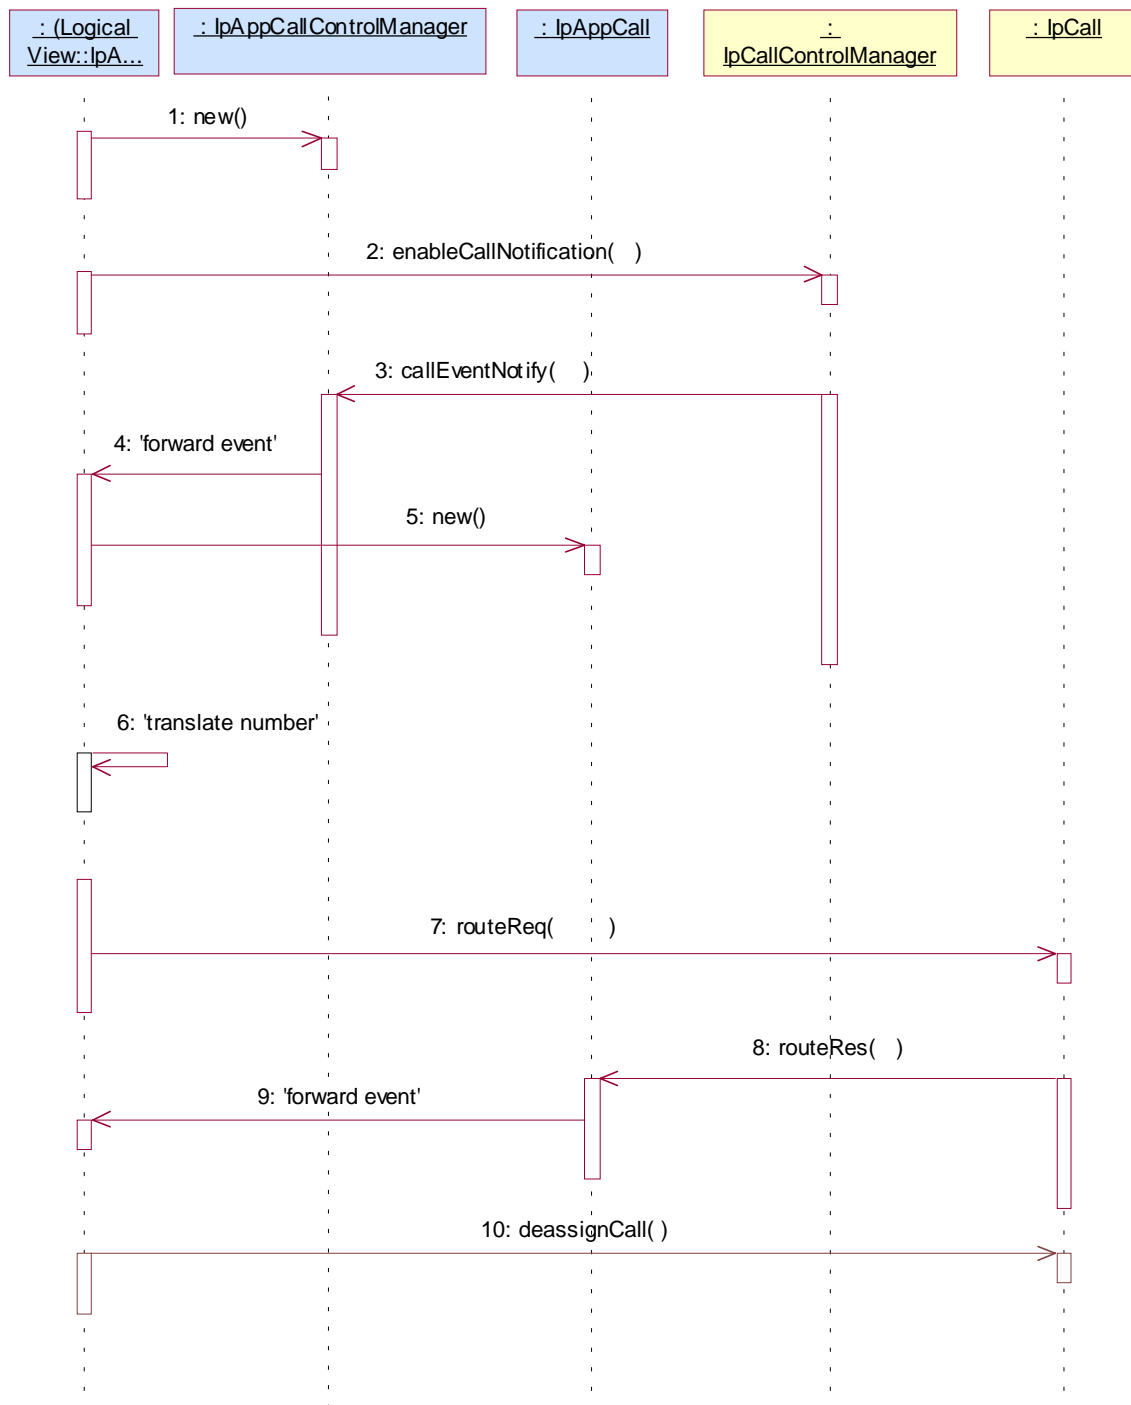 : (Logical
View::IpA...
: IpAppCallControlManager
: IpAppCall
:
IpCallControlManager
: IpCall
1: new()
2: enableCallNotification( )
3: callEventNotify( )
4: 'forward event'
5: new()
6: 'translate number'
7: routeReq( )
8: routeRes( )
9: 'forward event'
10: deassignCall( )